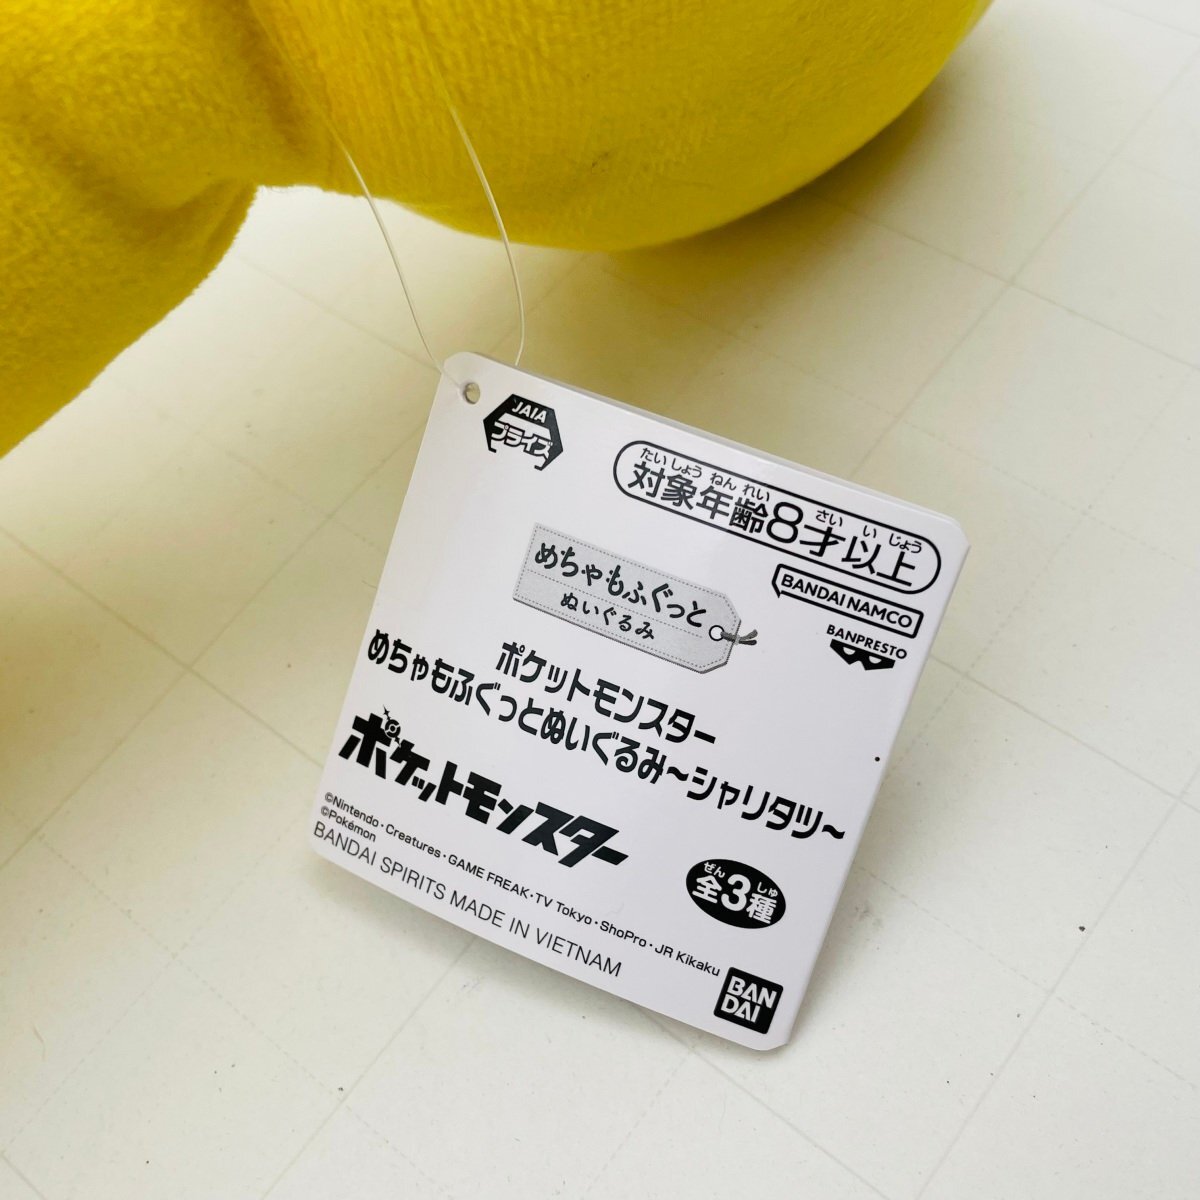 JAIA
プライズ
たいしょうねんれい さい いじょう
対象年齢8才以上
めちゃもふぐっと
ぬいぐるみ
BANDAI NAMCO
BANPRESTO
ポケットモンスター
めちゃもふぐっとぬいぐるみ～シャリタツ～
ポケットモンスター
ぜん しゅ
全3種
©Nintendo・Creatures・GAME FREAK・TV Tokyo・ShoPro・JR Kikaku
©Pokémon
BANDAI SPIRITS MADE IN VIETNAM
BAN
DAI